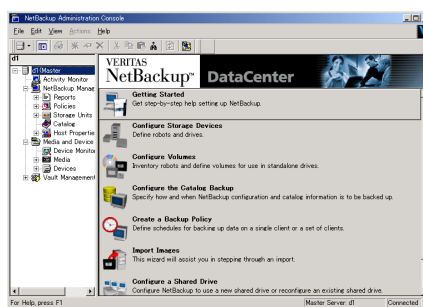 NetBackup Administration Console
File Edit View Actions Help
d1
d1(Master
Activity Monitor
NetBackup Manage
Reports
Policies
Storage Units
Catalog
Host Propertie
Media and Device
Device Monito
Media
Devices
Vault Management
VERITAS
NetBackup™ DataCenter
Getting Started
Get step-by-step help setting up NetBackup.
Configure Storage Devices
Define robots and drives.
Configure Volumes
Inventory robots and define volumes for use in standalone drives.
Configure the Catalog Backup
Specify how and when NetBackup configuration and catalog information is to be backed up.
Create a Backup Policy
Define schedules for backing up data on a single client or a set of clients.
Import Images
This wizard will assist you in stepping through an import.
Configure a Shared Drive
Configure NetBackup to use a new shared drive or reconfigure an existing shared drive.
For Help, press F1
Master Server: d1
Connected